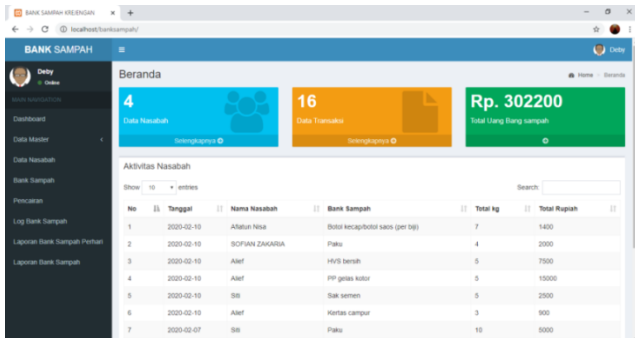 BANK SAMPAH KREJENGAN
localhost/banksampah/
BANK SAMPAH
Deby
Deby
Online
MAIN NAVIGATION
Dashboard
Data Master
Data Nasabah
Bank Sampah
Pencairan
Log Bank Sampah
Laporan Bank Sampah Perhari
Laporan Bank Sampah
Beranda
Home > Beranda
4
Data Nasabah
Selengkapnya
16
Data Transaksi
Selengkapnya
Rp. 302200
Total Uang Bang sampah
Aktivitas Nasabah
Show 10 entries
Search:
No Tanggal Nama Nasabah Bank Sampah Total kg Total Rupiah
1 2020-02-10 Afiatun Nisa Botol kecap/botol saos (per biji) 7 1400
2 2020-02-10 SOFIAN ZAKARIA Paku 4 2000
3 2020-02-10 Alief HVS bersih 5 7500
4 2020-02-10 Alief PP gelas kotor 5 15000
5 2020-02-10 Siti Sak semen 5 2500
6 2020-02-10 Alief Kertas campur 3 900
7 2020-02-07 Siti Paku 10 5000